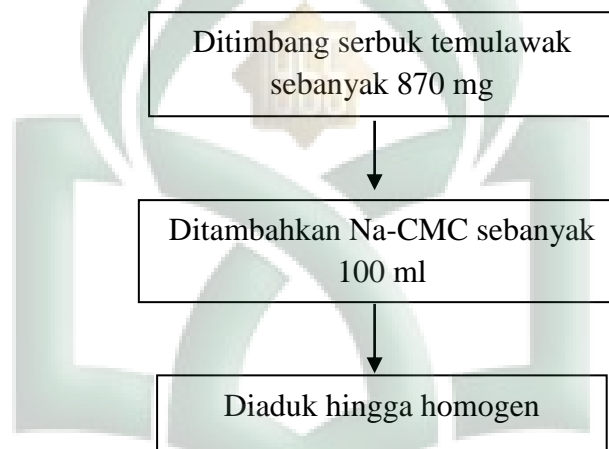 Ditimbang serbuk temulawak
sebanyak 870 mg
Ditambahkan Na-CMC sebanyak
100 ml
Diaduk hingga homogen